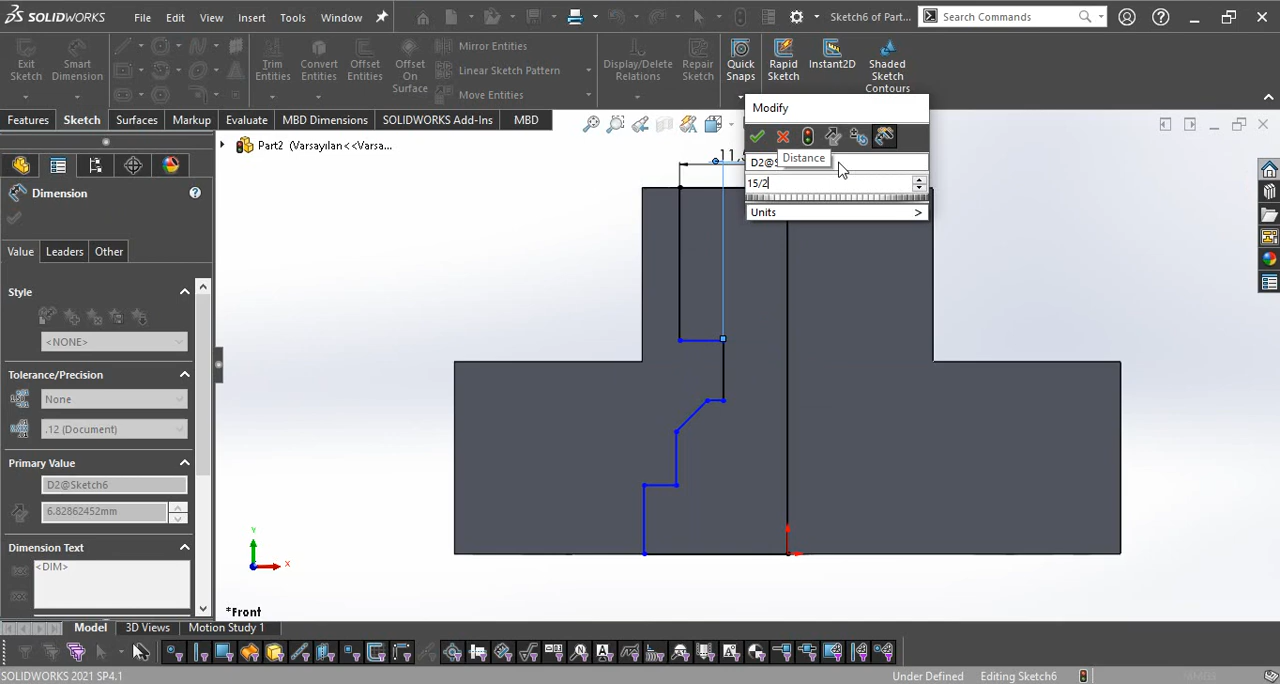 SOLIDWORKS File Edit View Insert Tools Window Sketch6 of Part... Search Commands
Exit Sketch Smart Dimension Trim Entities Convert Entities Offset Entities Offset On Surface Mirror Entities Linear Sketch Pattern Move Entities Display/Delete Relations Repair Sketch Quick Snaps Rapid Sketch Instant2D Shaded Sketch Contours
Features Sketch Surfaces Markup Evaluate MBD Dimensions SOLIDWORKS Add-Ins MBD
Modify
Part2 (Varsayılan<<Varsa...
Distance
15/2
Units >
Dimension
Value Leaders Other
Style
<NONE>
Tolerance/Precision
None
.12 (Document)
Primary Value
D2@Sketch6
6.82862452mm
Dimension Text
<DIM>
Y
X
*Front
Model 3D Views Motion Study 1
SOLIDWORKS 2021 SP4.1 Under Defined Editing Sketch6